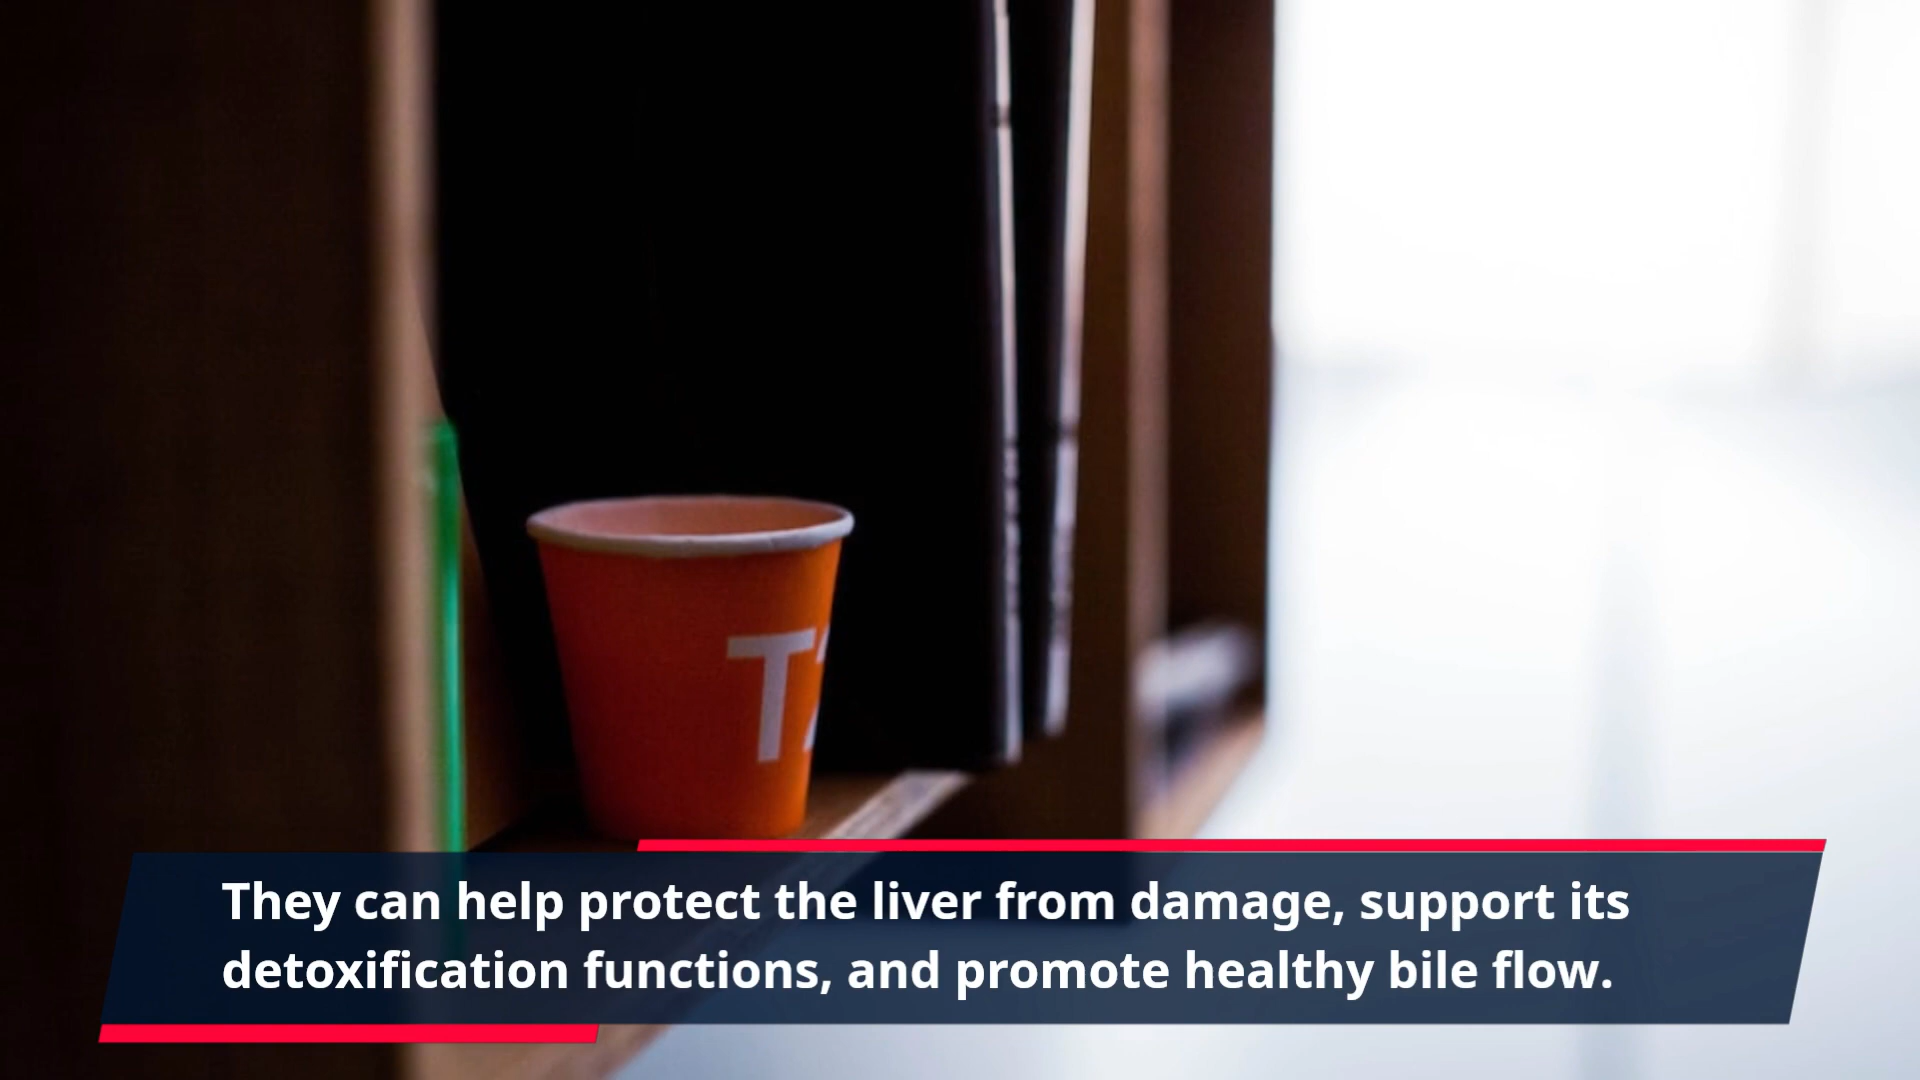 T
They can help protect the liver from damage, support its
detoxification functions, and promote healthy bile flow.